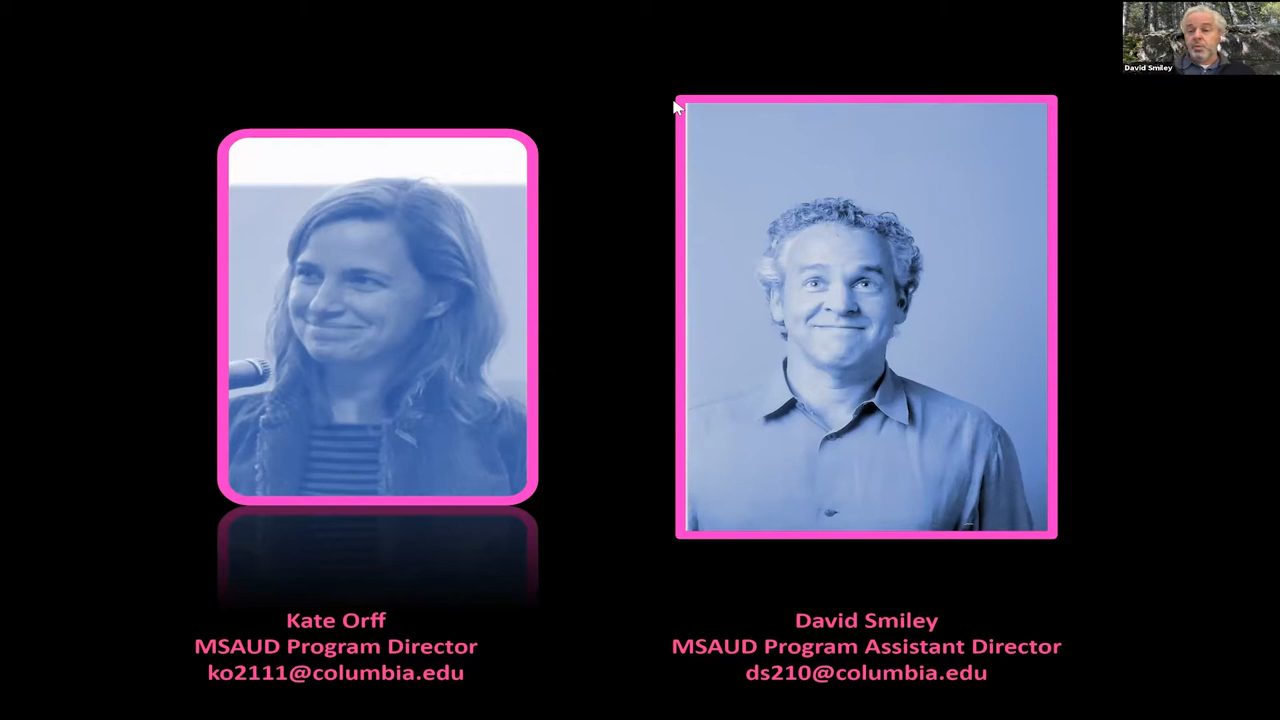 David Smiley
Kate Orff
MSAUD Program Director
ko2111@columbia.edu
David Smiley
MSAUD Program Assistant Director
ds210@columbia.edu